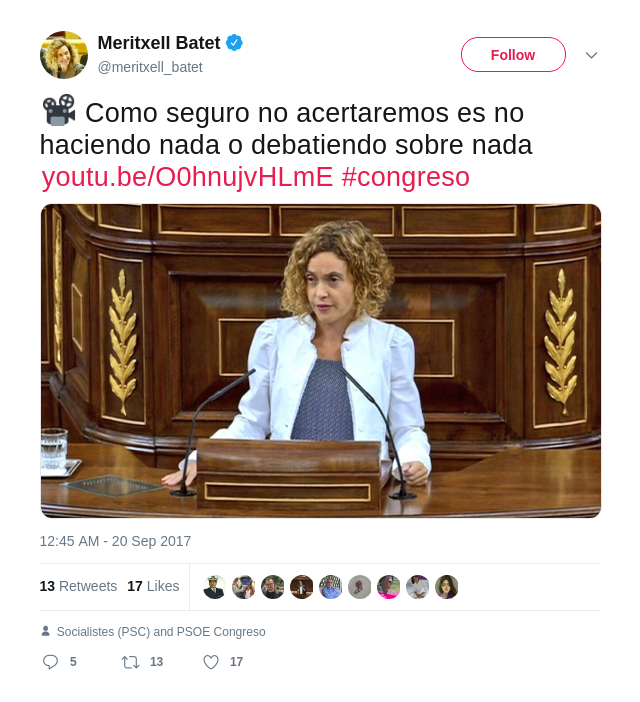 Meritxell Batet
@meritxell_batet
Follow
Como seguro no acertaremos es no
haciendo nada o debatiendo sobre nada
youtu.be/O0hnujvHLmE #congreso
12:45 AM - 20 Sep 2017
13 Retweets 17 Likes
Socialistes (PSC) and PSOE Congreso
5 13 17